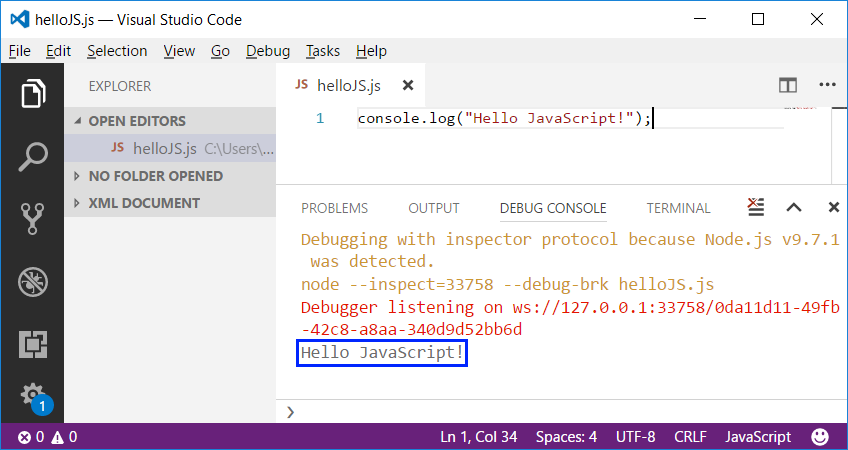 helloJS.js — Visual Studio Code
File Edit Selection View Go Debug Tasks Help
EXPLORER
OPEN EDITORS
JS helloJS.js C:\Users\...
NO FOLDER OPENED
XML DOCUMENT
1
JS helloJS.js
1 console.log("Hello JavaScript!");
PROBLEMS OUTPUT DEBUG CONSOLE TERMINAL
Debugging with inspector protocol because Node.js v9.7.1
was detected.
node --inspect=33758 --debug-brk helloJS.js
Debugger listening on ws://127.0.0.1:33758/0da11d11-49fb
-42c8-a8aa-340d9d52bb6d
Hello JavaScript!
0 0 Ln 1, Col 34 Spaces: 4 UTF-8 CRLF JavaScript